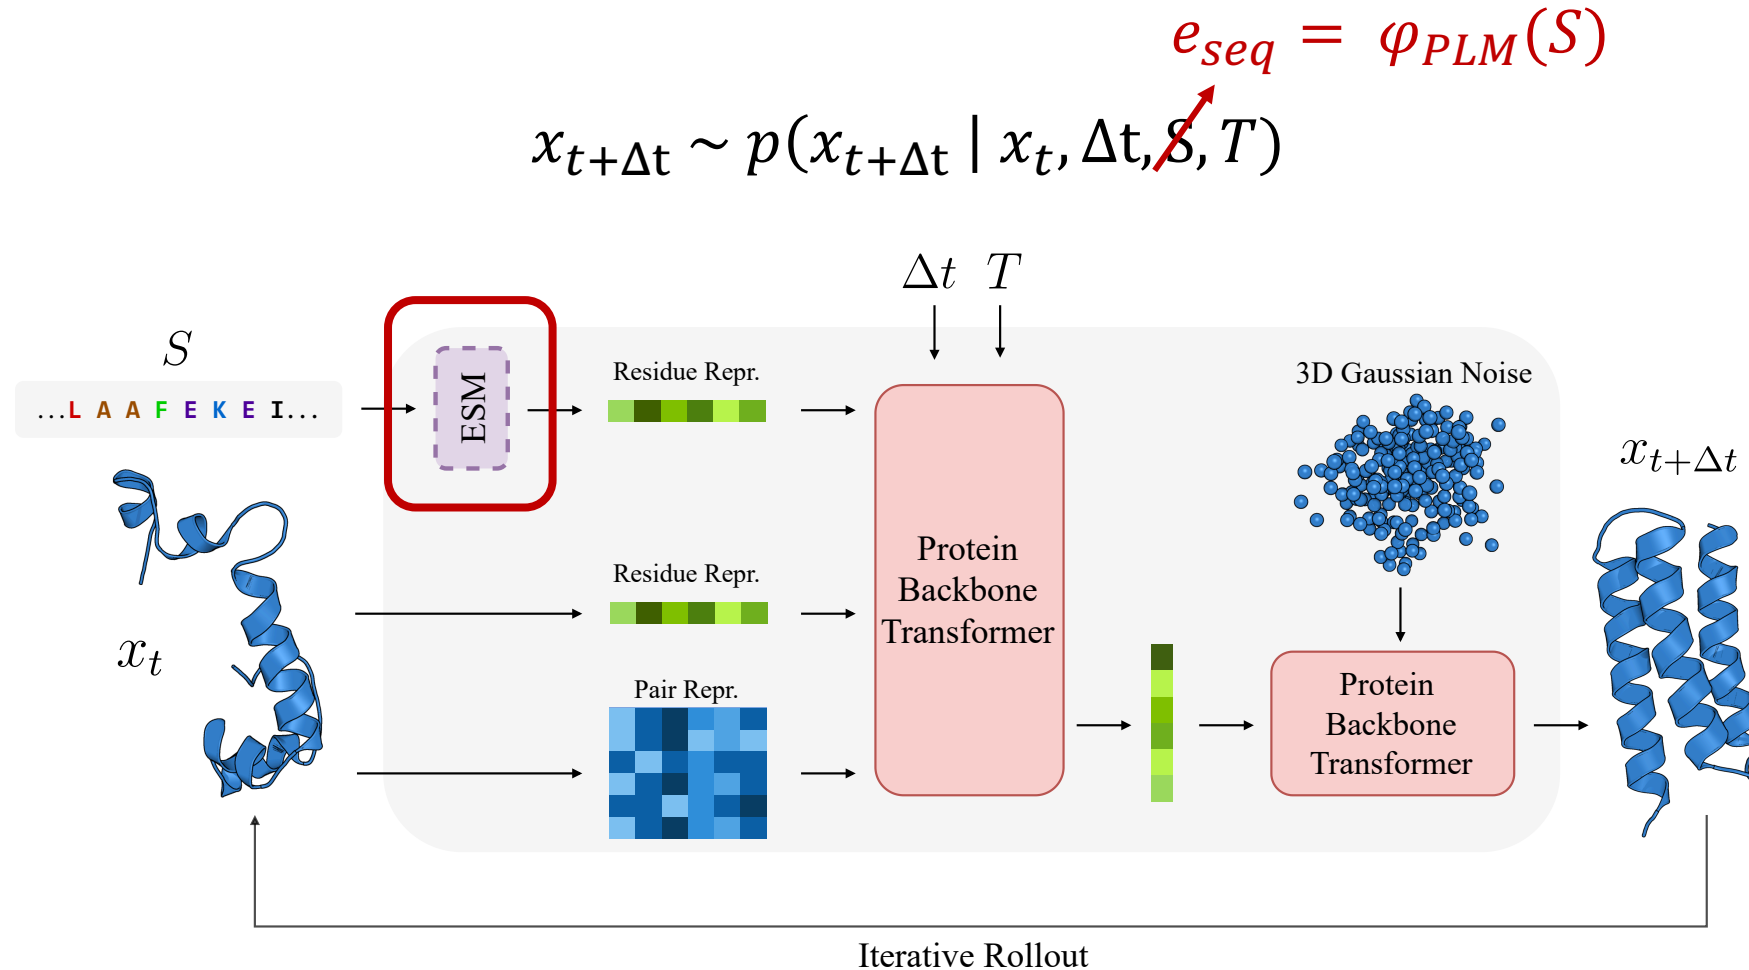 e_seq = φ_PLM(S)
x_{t+Δt} ~ p(x_{t+Δt} | x_t, Δt, S, T)
Δt T
S
...L A A F E K E I...
ESM
Residue Repr.
3D Gaussian Noise
x_{t+Δt}
Protein
Backbone
Transformer
Residue Repr.
x_t
Pair Repr.
Protein
Backbone
Transformer
Iterative Rollout